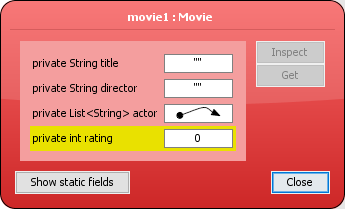 movie1 : Movie
private String title ""
Inspect
private String director ""
Get
private List<String> actor
private int rating 0
Show static fields
Close